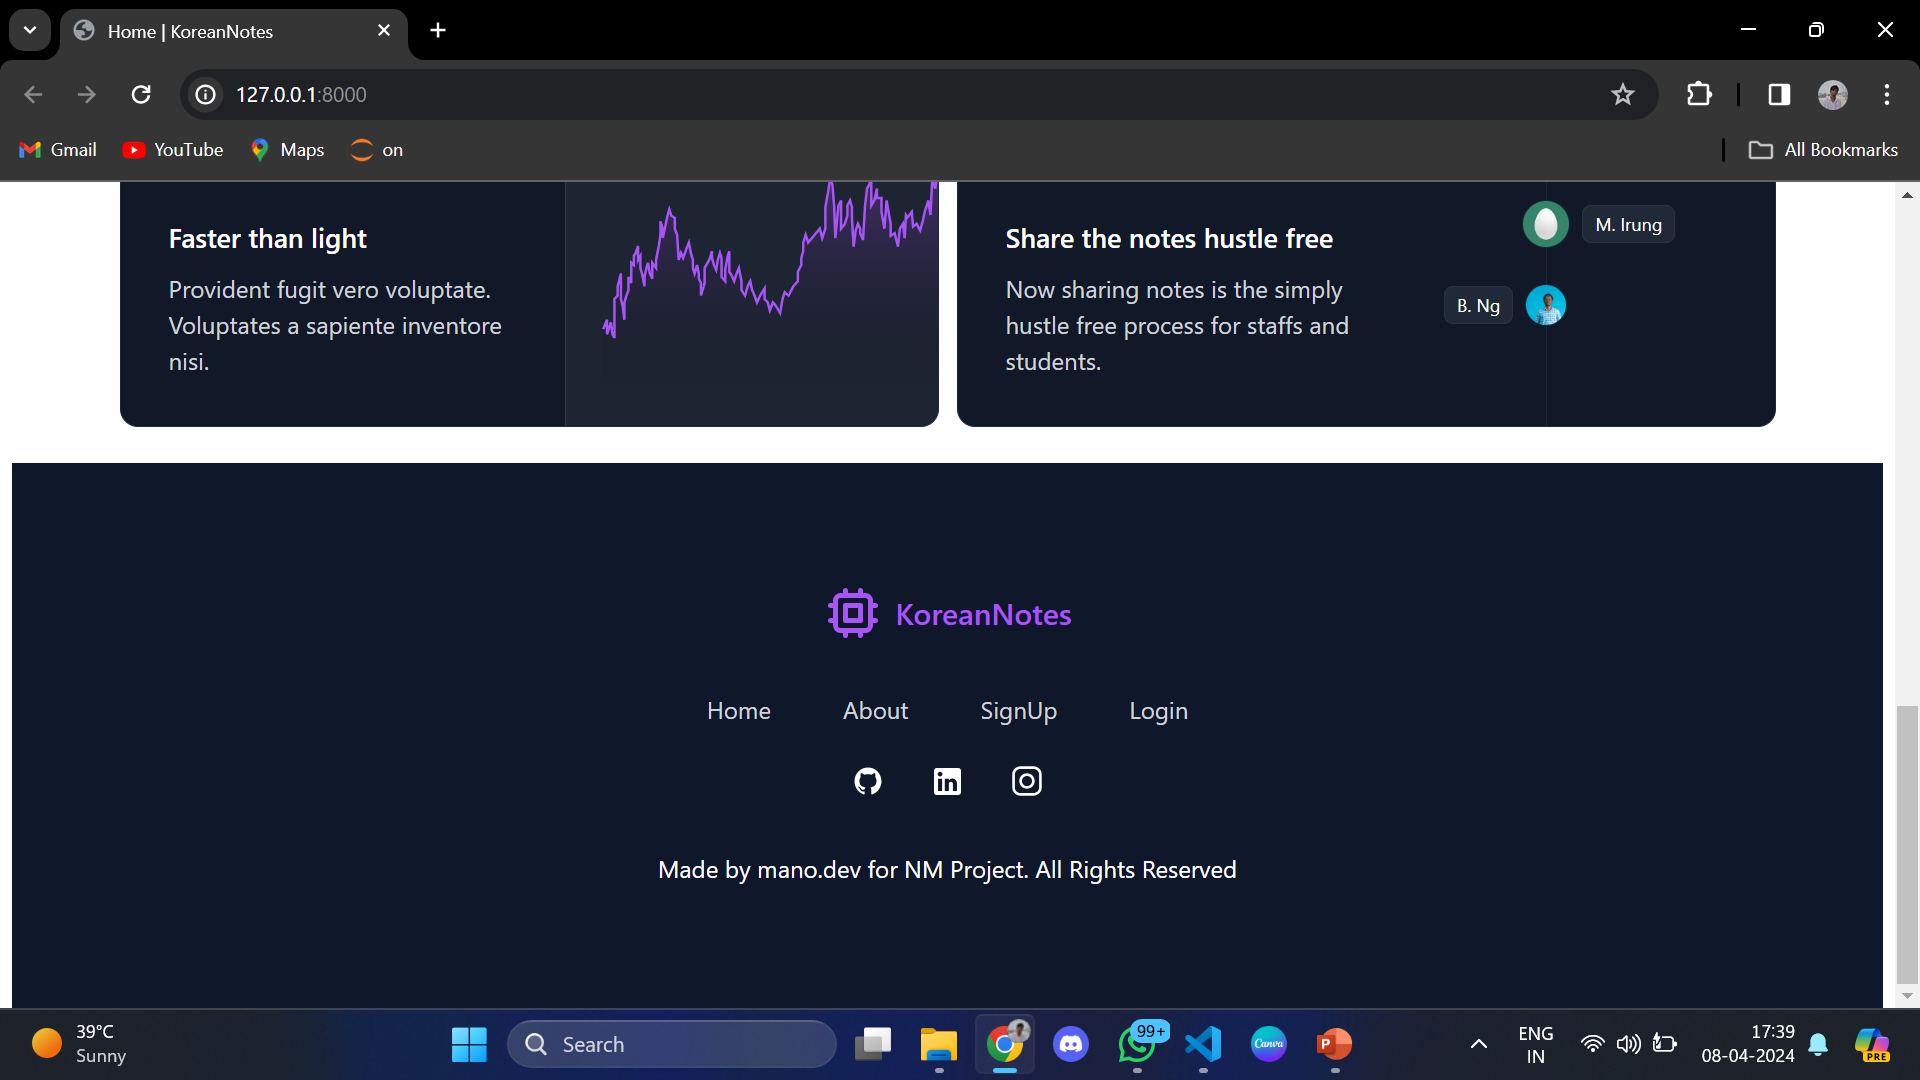 Home | KoreanNotes
127.0.0.1:8000
Gmail
YouTube
Maps
on
All Bookmarks
Faster than light
Provident fugit vero voluptate.
Voluptates a sapiente inventore
nisi.
Share the notes hustle free
Now sharing notes is the simply
hustle free process for staffs and
students.
M. Irung
B. Ng
KoreanNotes
Home
About
SignUp
Login
in
Made by mano.dev for NM Project. All Rights Reserved
39°C
Sunny
Search
99+
Canva
P
ENG
IN
17:39
08-04-2024
PRE